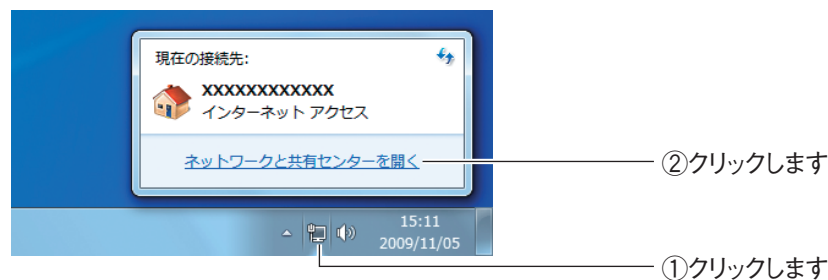 現在の接続先:
XXXXXXXXXXXX
インターネット アクセス
ネットワークと共有センターを開く
②クリックします
15:11
2009/11/05
①クリックします